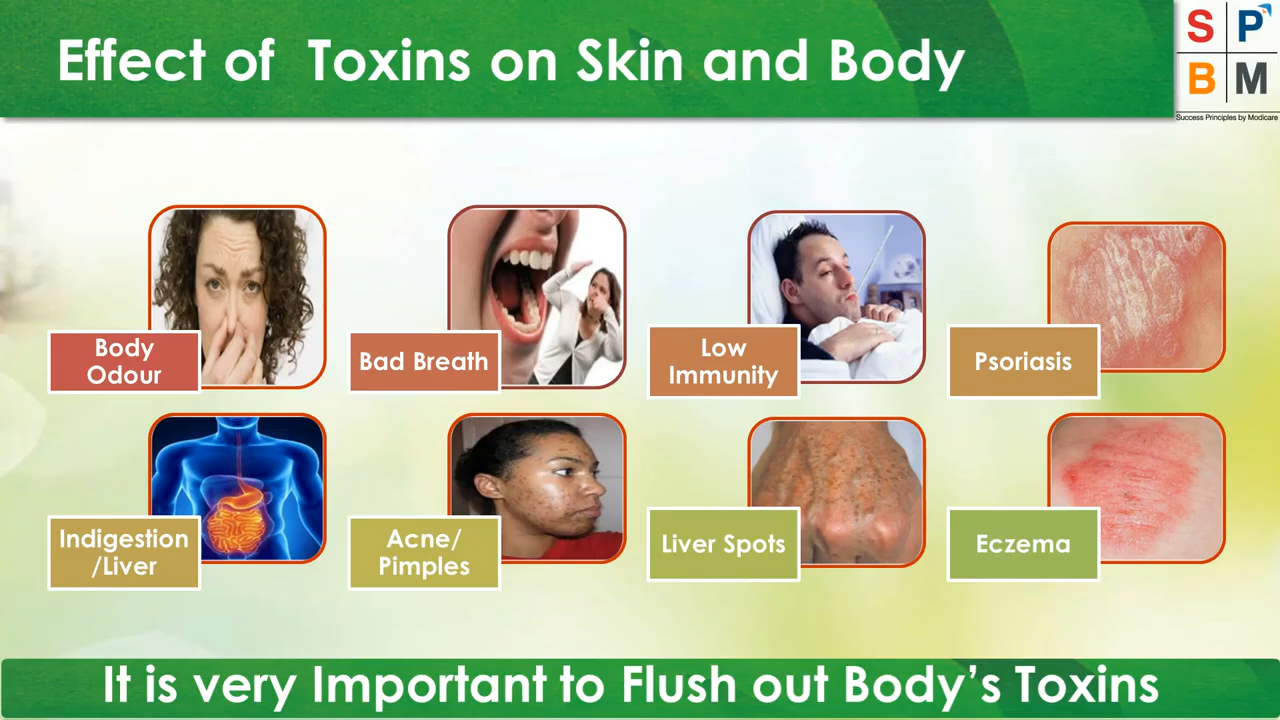 Effect of  Toxins on Skin and Body
S P
B M
Success Principles by Modicare
Body
Odour
Bad Breath
Low
Immunity
Psoriasis
Indigestion
/Liver
Acne/
Pimples
Liver Spots
Eczema
It is very Important to Flush out Body’s Toxins